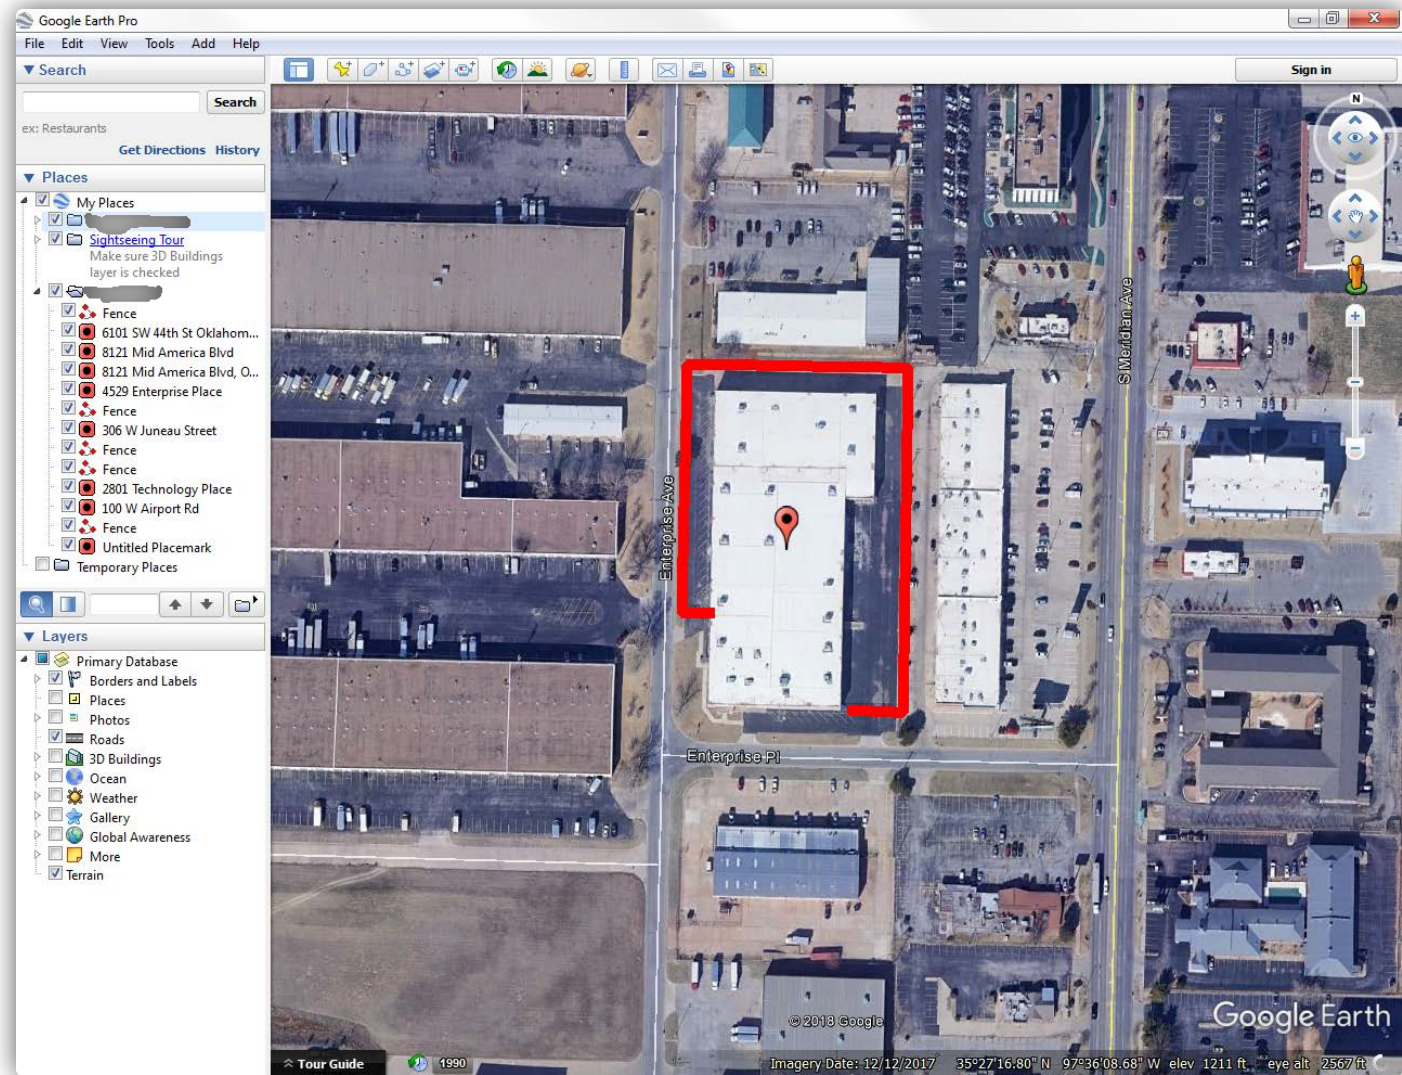 Google Earth Pro
File Edit View Tools Add Help
Search
Sign in
Search
ex: Restaurants
Get Directions History
Places
My Places
Sightseeing Tour
Make sure 3D Buildings
layer is checked
Fence
6101 SW 44th St Oklahom...
8121 Mid America Blvd
8121 Mid America Blvd, O...
4529 Enterprise Place
Fence
306 W Juneau Street
Fence
Fence
2801 Technology Place
100 W Airport Rd
Fence
Untitled Placemark
Temporary Places
Layers
Primary Database
Borders and Labels
Places
Photos
Roads
3D Buildings
Ocean
Weather
Gallery
Global Awareness
More
Terrain
N
S Meridian Ave
Enterprise Ave
Enterprise Pl
© 2018 Google
Google Earth
Tour Guide
1990
Imagery Date: 12/12/2017 35°27'16.80" N 97°36'08.68" W elev 1211 ft eye alt 2567 ft